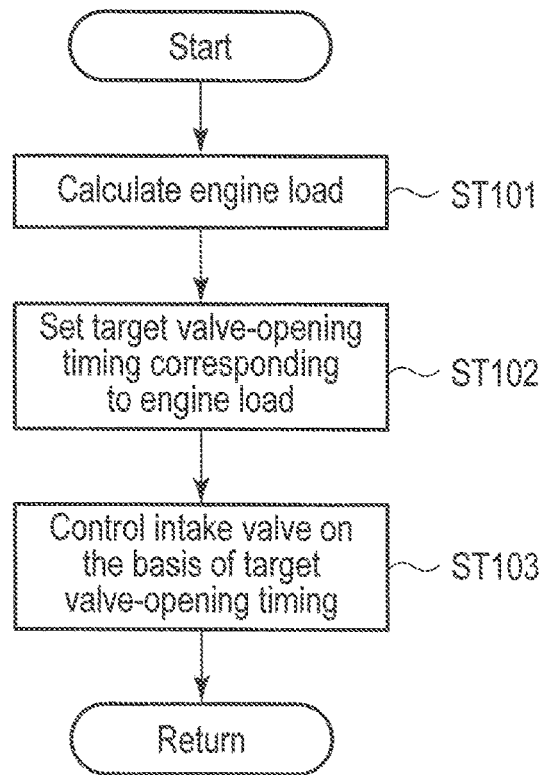 Start
Calculate engine load
ST101
Set target valve-opening
timing corresponding
to engine load
ST102
Control intake valve on
the basis of target
valve-opening timing
ST103
Return